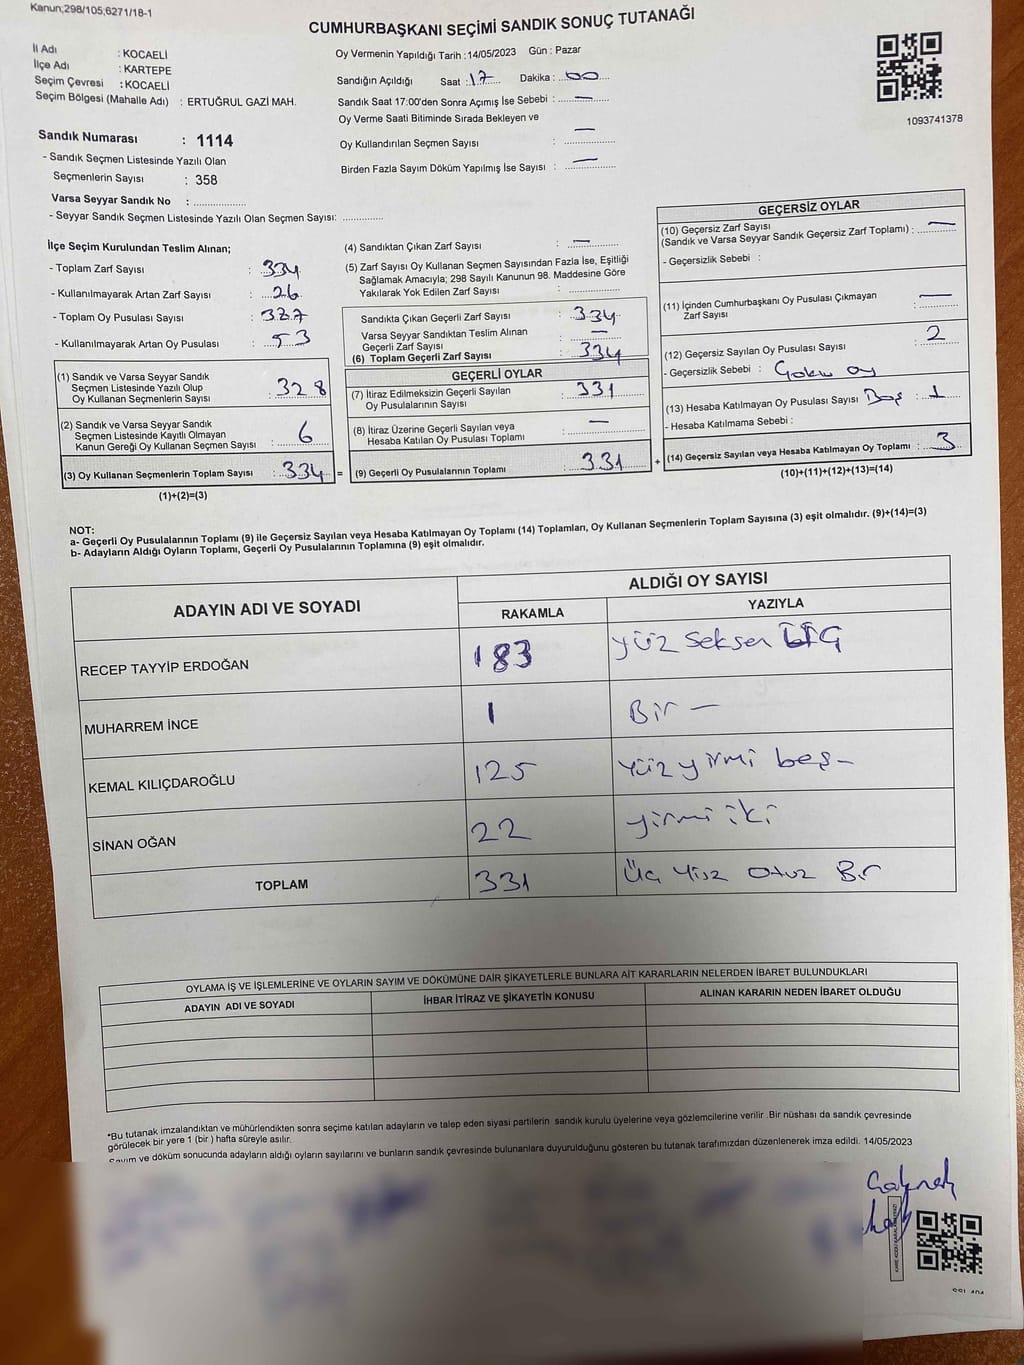 Kanun;298/105;6271/18-1
CUMHURBAŞKANI SEÇİMİ SANDIK SONUÇ TUTANAĞI
İl Adı : KOCAELİ
İlçe Adı : KARTEPE
Seçim Çevresi : KOCAELİ
Seçim Bölgesi (Mahalle Adı) : ERTUĞRUL GAZİ MAH.
Sandık Numarası : 1114
- Sandık Seçmen Listesinde Yazılı Olan
Seçmenlerin Sayısı : 358
Varsa Seyyar Sandık No : ..................
- Seyyar Sandık Seçmen Listesinde Yazılı Olan Seçmen Sayısı: ..............
Oy Vermenin Yapıldığı Tarih : 14/05/2023 Gün : Pazar
Sandığın Açıldığı Saat : 17 Dakika : 00
Sandık Saat 17:00'den Sonra Açımış İse Sebebi : —
Oy Verme Saati Bitiminde Sırada Bekleyen ve
Oy Kullandırılan Seçmen Sayısı : —
Birden Fazla Sayım Döküm Yapılmış İse Sayısı : —
1093741378
İlçe Seçim Kurulundan Teslim Alınan;
- Toplam Zarf Sayısı : 334
- Kullanılmayarak Artan Zarf Sayısı : 26
- Toplam Oy Pusulası Sayısı : 387
- Kullanılmayarak Artan Oy Pusulası : 53
(1) Sandık ve Varsa Seyyar Sandık
Seçmen Listesinde Yazılı Olup
Oy Kullanan Seçmenlerin Sayısı : 328
(2) Sandık ve Varsa Seyyar Sandık
Seçmen Listesinde Kayıtlı Olmayan
Kanun Gereği Oy Kullanan Seçmen Sayısı : 6
(3) Oy Kullanan Seçmenlerin Toplam Sayısı : 334 =
(1)+(2)=(3)
(4) Sandıktan Çıkan Zarf Sayısı : —
(5) Zarf Sayısı Oy Kullanan Seçmen Sayısından Fazla İse, Eşitliği
Sağlamak Amacıyla; 298 Sayılı Kanunun 98. Maddesine Göre
Yakılarak Yok Edilen Zarf Sayısı : ..................
Sandıkta Çıkan Geçerli Zarf Sayısı : 334
Varsa Seyyar Sandıktan Teslim Alınan
Geçerli Zarf Sayısı : —
(6) Toplam Geçerli Zarf Sayısı : 334
GEÇERLİ OYLAR
(7) İtiraz Edilmeksizin Geçerli Sayılan
Oy Pusulalarının Sayısı : 331
(8) İtiraz Üzerine Geçerli Sayılan veya
Hesaba Katılan Oy Pusulası Toplamı : —
(9) Geçerli Oy Pusulalarının Toplamı : 331 +
GEÇERSİZ OYLAR
(10) Geçersiz Zarf Sayısı
(Sandık ve Varsa Seyyar Sandık Geçersiz Zarf Toplamı) : —
- Geçersizlik Sebebi :
(11) İçinden Cumhurbaşkanı Oy Pusulası Çıkmayan
Zarf Sayısı : —
(12) Geçersiz Sayılan Oy Pusulası Sayısı : 2
- Geçersizlik Sebebi : oy
(13) Hesaba Katılmayan Oy Pusulası Sayısı Boş : 1
- Hesaba Katılmama Sebebi :
(14) Geçersiz Sayılan veya Hesaba Katılmayan Oy Toplamı : 3
(10)+(11)+(12)+(13)=(14)
NOT:
a- Geçerli Oy Pusulalarının Toplamı (9) ile Geçersiz Sayılan veya Hesaba Katılmayan Oy Toplamı (14) Toplamları, Oy Kullanan Seçmenlerin Toplam Sayısına (3) eşit olmalıdır. (9)+(14)=(3)
b- Adayların Aldığı Oyların Toplamı, Geçerli Oy Pusulalarının Toplamına (9) eşit olmalıdır.
ADAYIN ADI VE SOYADI
ALDIĞI OY SAYISI
RAKAMLA YAZIYLA
RECEP TAYYİP ERDOĞAN 183 Yüz Seksen ÜÇ
MUHARREM İNCE 1 Bir —
KEMAL KILIÇDAROĞLU 125 Yüz yirmi beş —
SİNAN OĞAN 22 yirmi iki
TOPLAM 331 Üç Yüz Otuz Bir
OYLAMA İŞ VE İŞLEMLERİNE VE OYLARIN SAYIM VE DÖKÜMÜNE DAİR ŞİKAYETLERLE BUNLARA AİT KARARLARIN NELERDEN İBARET BULUNDUKLARI
ADAYIN ADI VE SOYADI İHBAR İTİRAZ VE ŞİKAYETİN KONUSU ALINAN KARARIN NEDEN İBARET OLDUĞU
*Bu tutanak imzalandıktan ve mühürlendikten sonra seçime katılan adayların ve talep eden siyasi partilerin sandık kurulu üyelerine veya gözlemcilerine verilir .Bir nüshası da sandık çevresinde
görülecek bir yere 1 (bir ) hafta süreyle asılır.
Sayım ve döküm sonucunda adayların aldığı oyların sayılarını ve bunların sandık çevresinde bulunanlara duyurulduğunu gösteren bu tutanak tarafımızdan düzenlenerek imza edildi. 14/05/2023